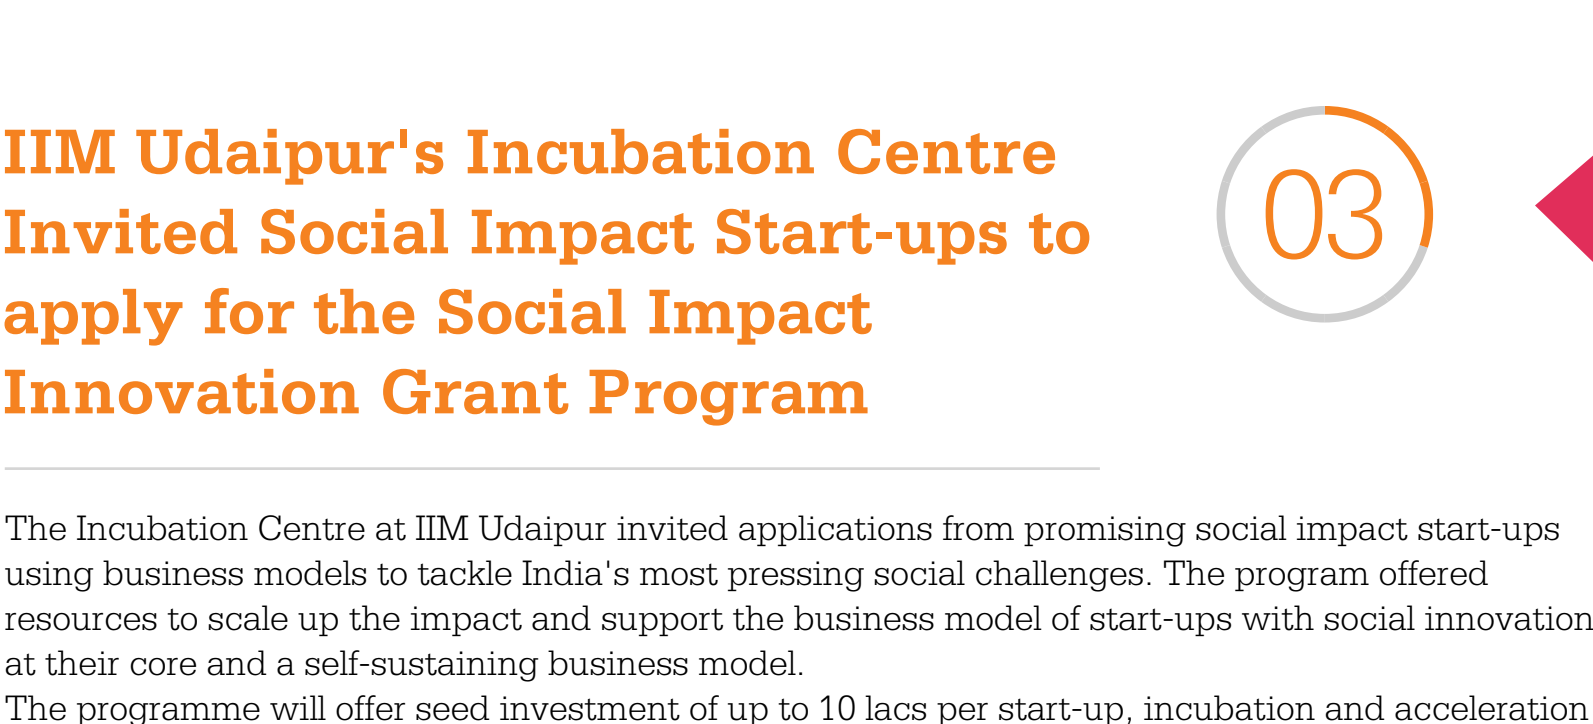 IIM Udaipur's Incubation Centre
Invited Social Impact Start-ups to
apply for the Social Impact
Innovation Grant Program
03
The Incubation Centre at IIM Udaipur invited applications from promising social impact start-ups
using business models to tackle India's most pressing social challenges. The program offered
resources to scale up the impact and support the business model of start-ups with social innovation
at their core and a self-sustaining business model.
The programme will offer seed investment of up to 10 lacs per start-up, incubation and acceleration